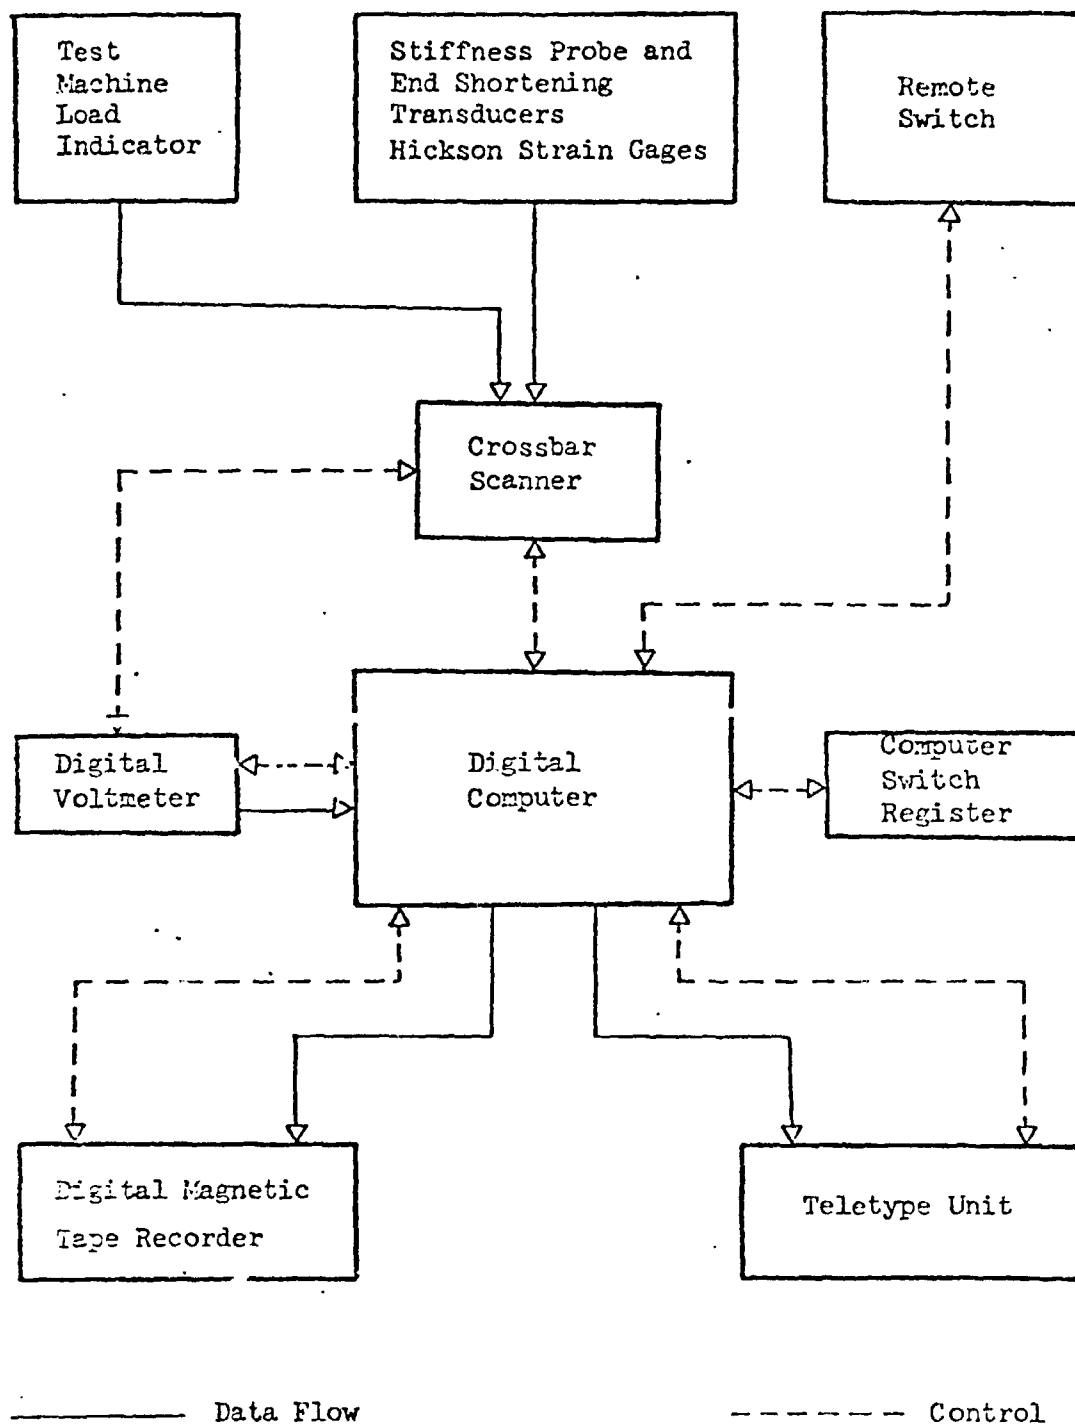 Test
Machine
Load
Indicator
Stiffness Probe and
End Shortening
Transducers
Hickson Strain Gages
Remote
Switch
Crossbar
Scanner
Digital
Voltmeter
Digital
Computer
Computer
Switch
Register
Digital Magnetic
Tape Recorder
Teletype Unit
Data Flow
Control